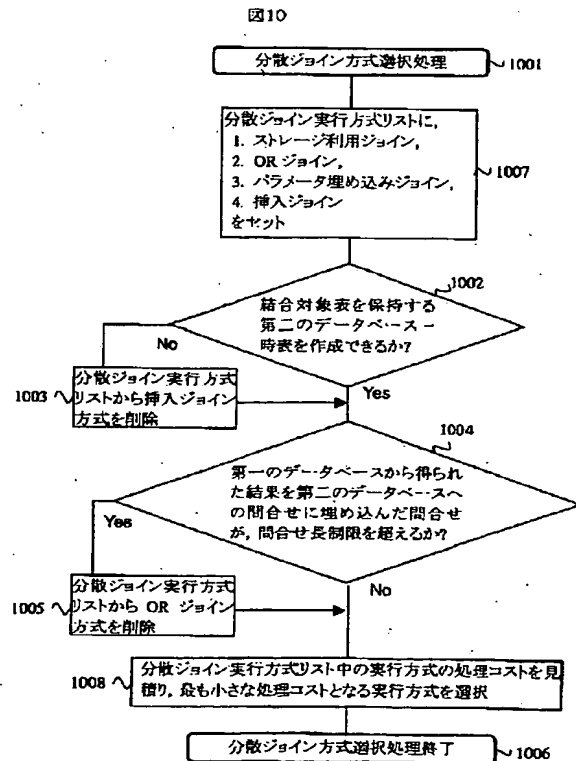 図10
分散ジョイン方式選択処理
1001
分散ジョイン実行方式リストに,
1. ストレージ利用ジョイン,
2. OR ジョイン,
3. パラメータ埋め込みジョイン,
4. 挿入ジョイン
をセット
1007
1002
結合対象表を保持する
第二のデータベース一
時表を作成できるか?
No
Yes
1003
分散ジョイン実行方式
リストから挿入ジョイン
方式を削除
1004
第一のデータベースから得られ
た結果を第二のデータベースへ
の問合せに埋め込んだ問合せ
が, 問合せ長制限を超えるか?
Yes
No
1005
分散ジョイン実行方式
リストから OR ジョイン
方式を削除
1008
分散ジョイン実行方式リスト中の実行方式の処理コストを見
積り, 最も小さな処理コストとなる実行方式を選択
分散ジョイン方式選択処理終了
1006